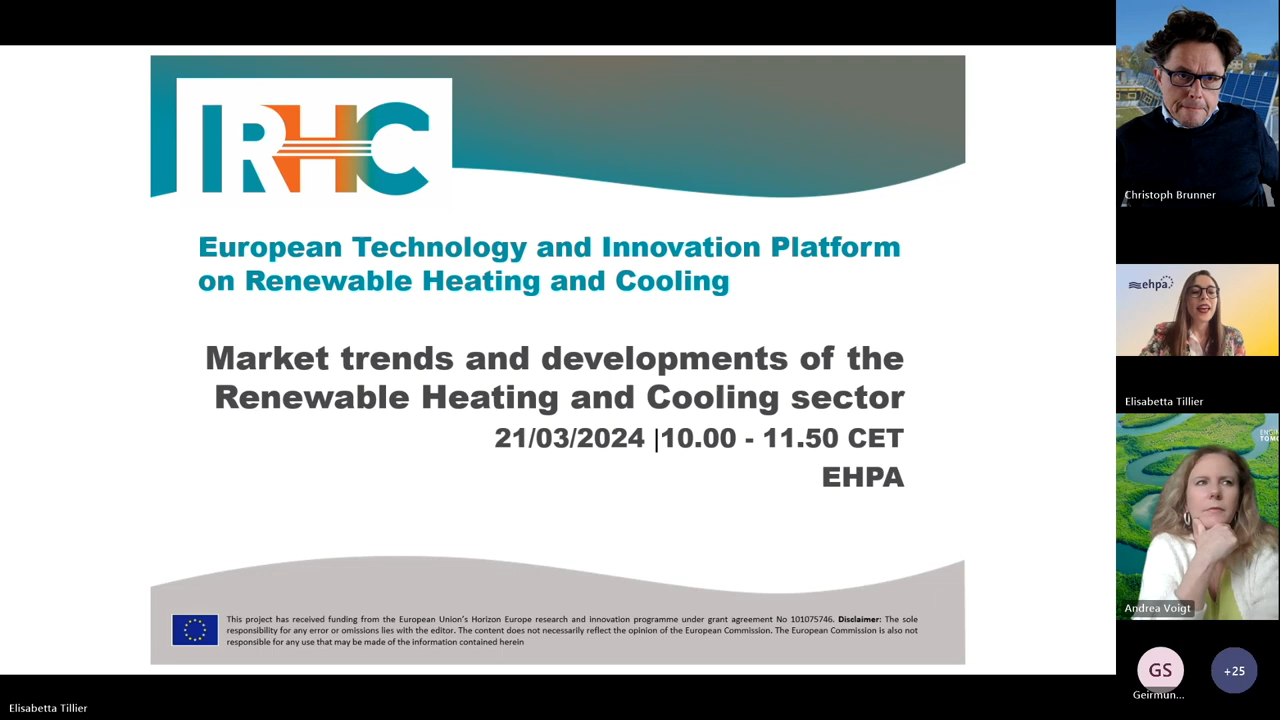 IRHC
European Technology and Innovation Platform
on Renewable Heating and Cooling
Market trends and developments of the
Renewable Heating and Cooling sector
21/03/2024 |10.00 - 11.50 CET
EHPA
This project has received funding from the European Union's Horizon Europe research and innovation programme under grant agreement No 101075746. Disclaimer: The sole
responsibility for any error or omissions lies with the editor. The content does not necessarily reflect the opinion of the European Commission. The European Commission is also not
responsible for any use that may be made of the information contained herein
Elisabetta Tillier
Christoph Brunner
ehpa
Elisabetta Tillier
Andrea Voigt
GS
Geirmun...
+25